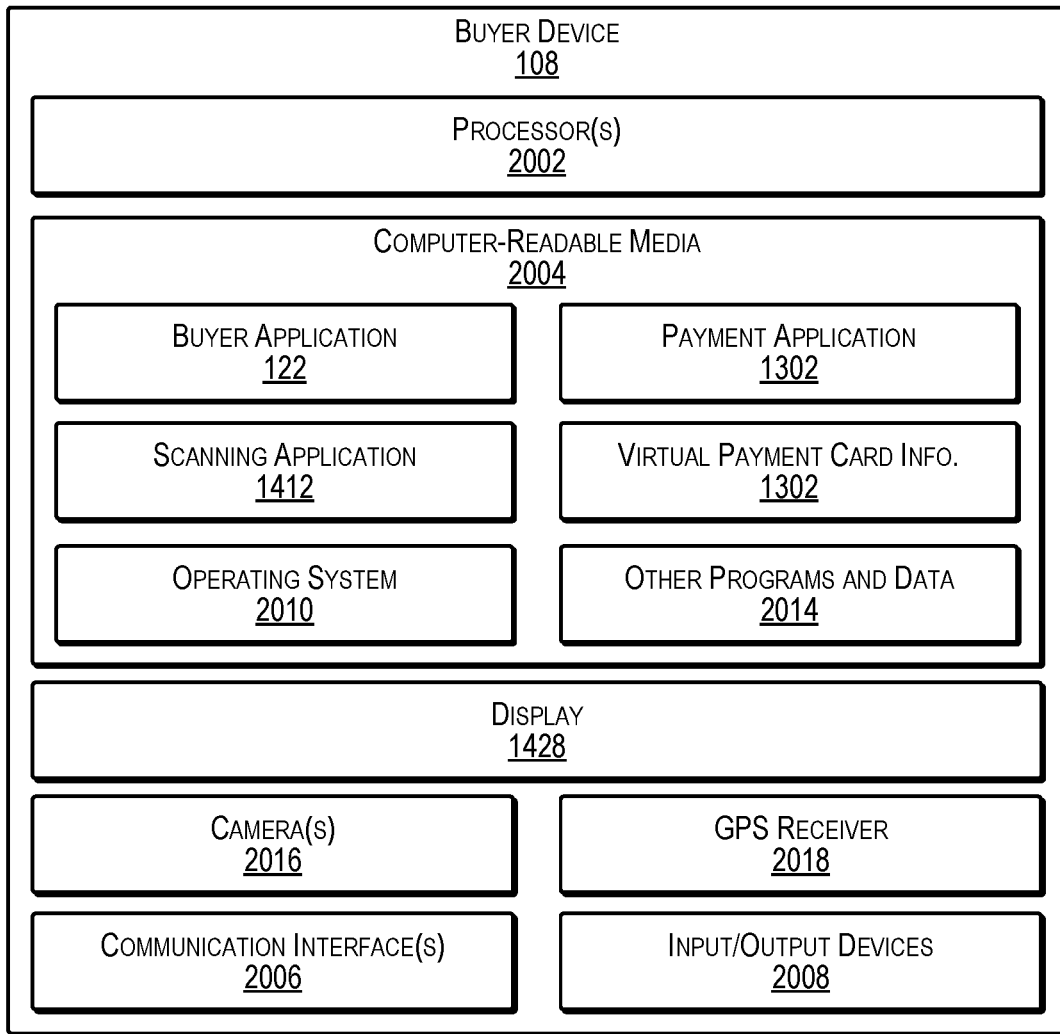 BUYER DEVICE
108
PROCESSOR(S)
2002
COMPUTER-READABLE MEDIA
2004
BUYER APPLICATION
122
PAYMENT APPLICATION
1302
SCANNING APPLICATION
1412
VIRTUAL PAYMENT CARD INFO.
1302
OPERATING SYSTEM
2010
OTHER PROGRAMS AND DATA
2014
DISPLAY
1428
CAMERA(S)
2016
GPS RECEIVER
2018
COMMUNICATION INTERFACE(S)
2006
INPUT/OUTPUT DEVICES
2008